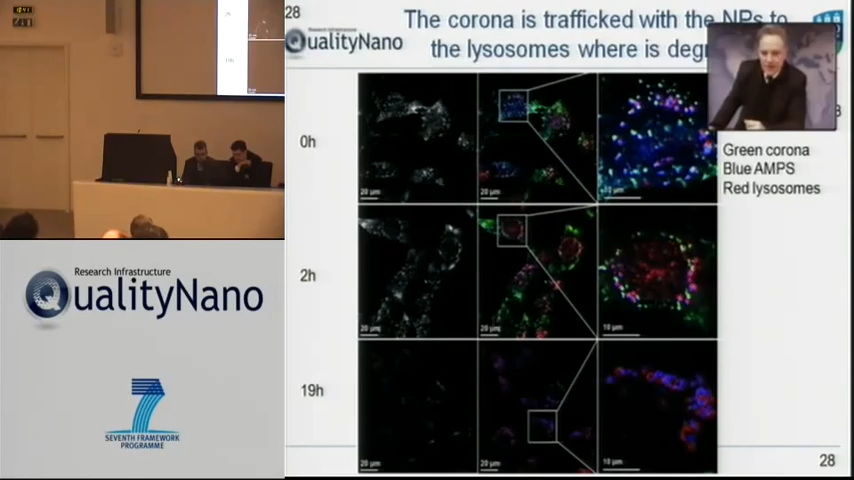 28
The corona is trafficked with the NPs to
the lysosomes where is
QualityNano
0h
20 µm
20 µm
10 µm
Green corona
Blue AMPS
Red lysosomes
2h
20 µm
20 µm
10 µm
19h
20 µm
20 µm
10 µm
28
Research Infrastructure
QualityNano
7
SEVENTH FRAMEWORK
PROGRAMME